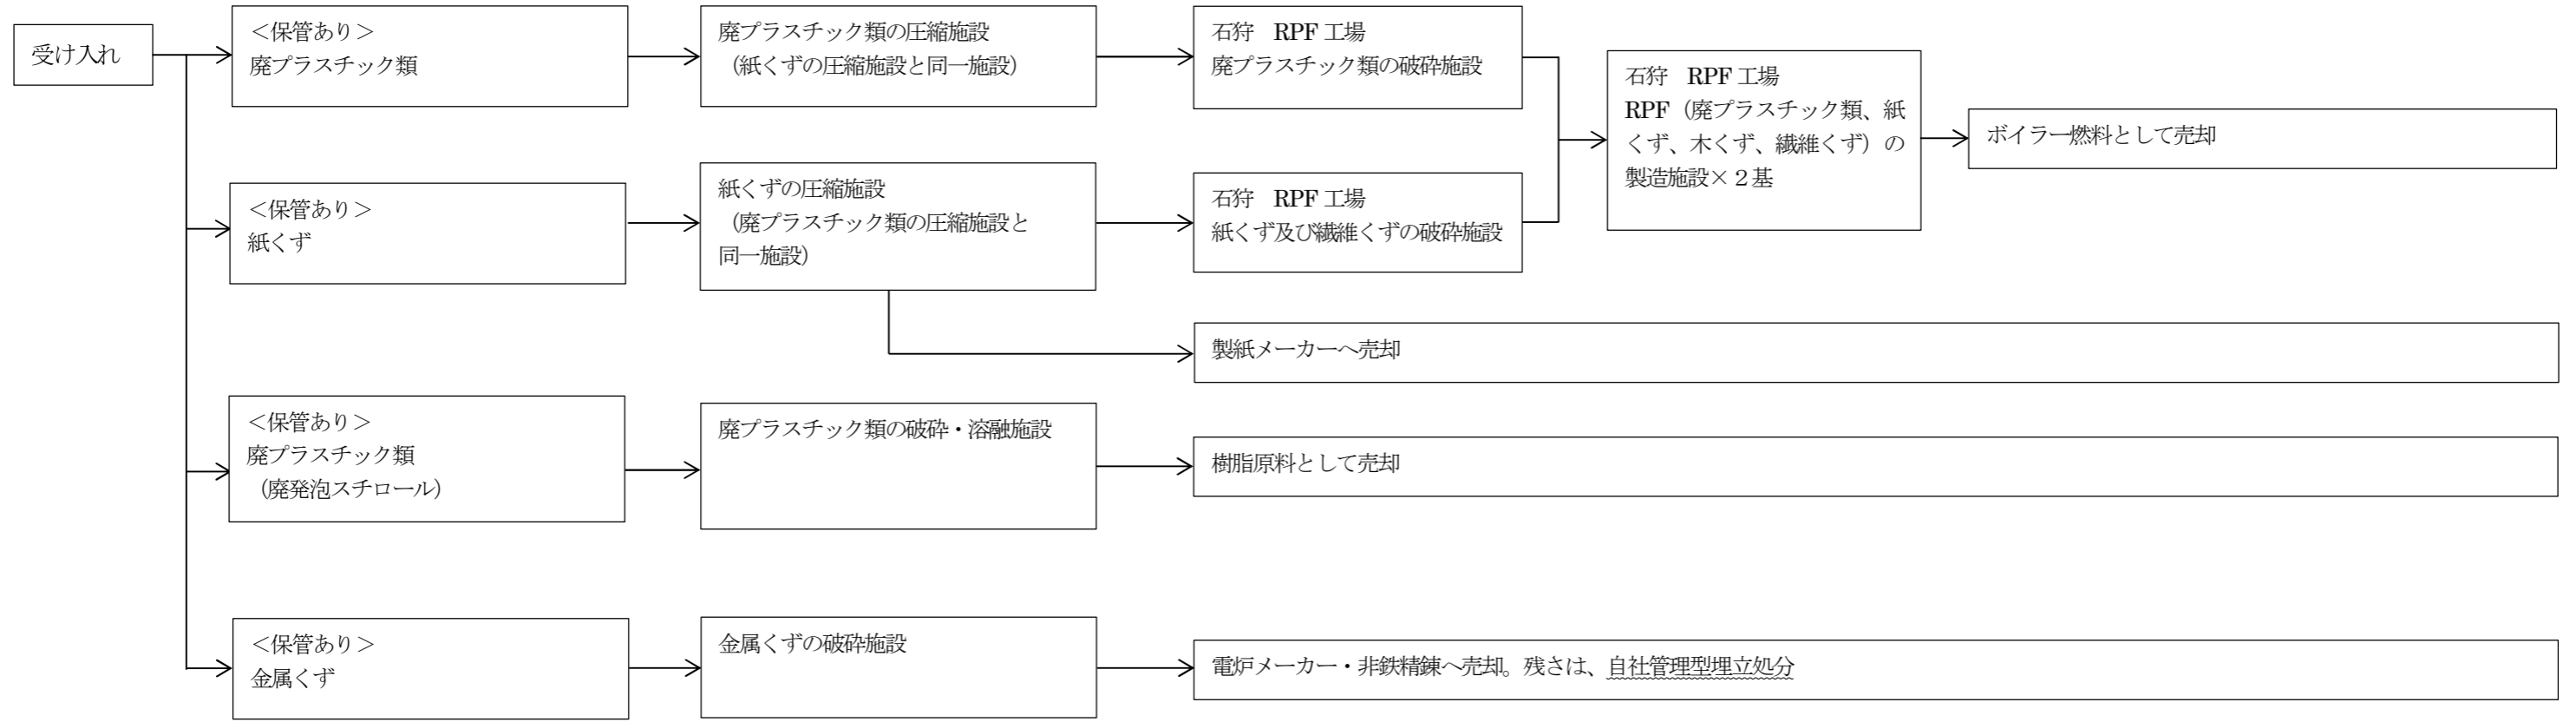 受け入れ
＜保管あり＞
廃プラスチック類
廃プラスチック類の圧縮施設
（紙くずの圧縮施設と同一施設）
石狩　RPF 工場
廃プラスチック類の破砕施設
石狩　RPF 工場
RPF（廃プラスチック類、紙
くず、木くず、繊維くず）の
製造施設×２基
ボイラー燃料として売却
＜保管あり＞
紙くず
紙くずの圧縮施設
（廃プラスチック類の圧縮施設と
同一施設）
石狩　RPF 工場
紙くず及び繊維くずの破砕施設
製紙メーカーへ売却
＜保管あり＞
廃プラスチック類
（廃発泡スチロール）
廃プラスチック類の破砕・溶融施設
樹脂原料として売却
＜保管あり＞
金属くず
金属くずの破砕施設
電炉メーカー・非鉄精錬へ売却。残さは、自社管理型埋立処分